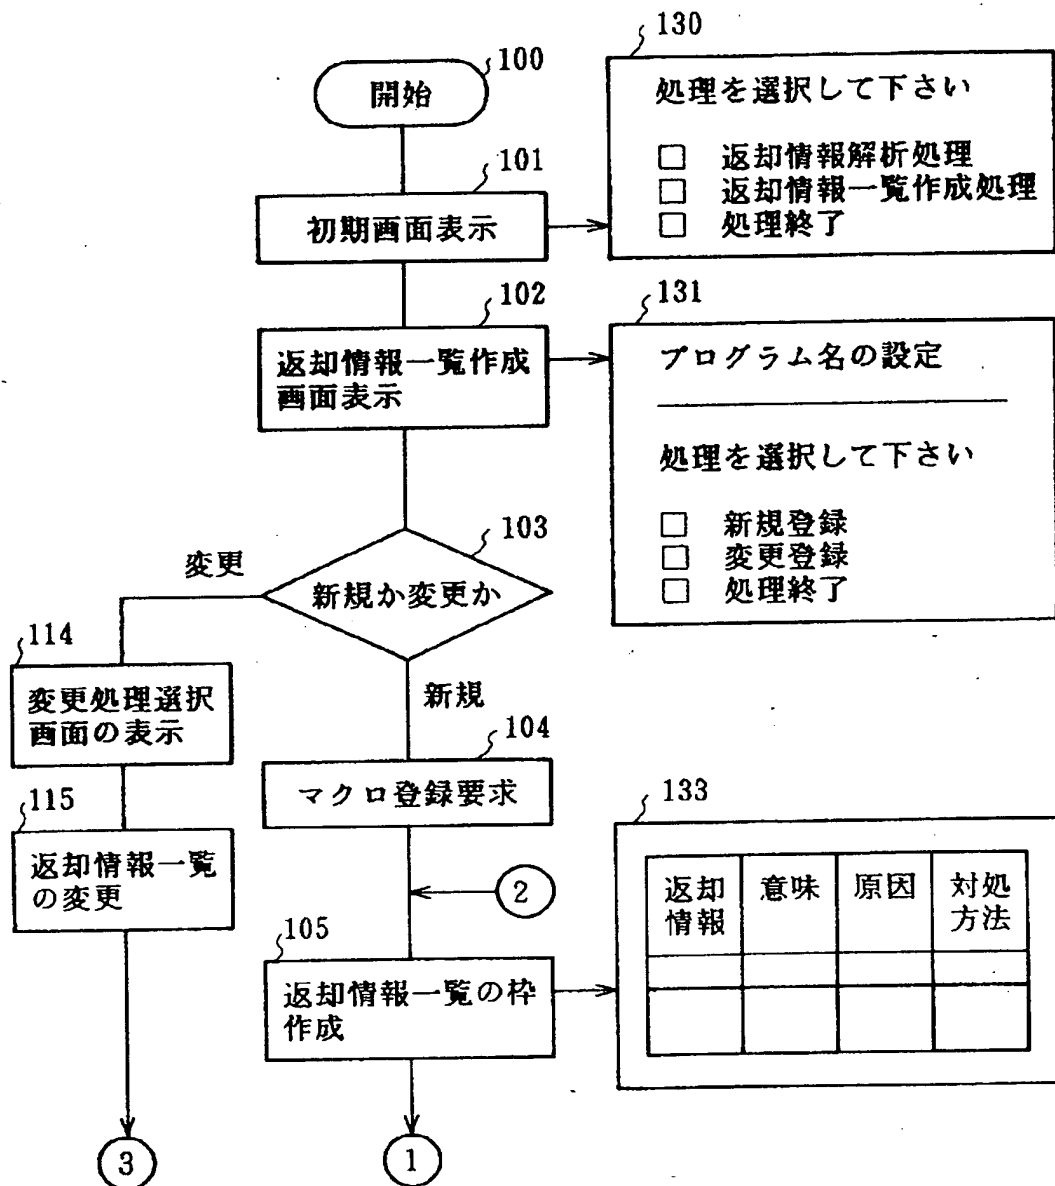 100
開始
101
初期画面表示
130
処理を選択して下さい
□ 返却情報解析処理
□ 返却情報一覧作成処理
□ 処理終了
102
返却情報一覧作成
画面表示
131
プログラム名の設定
処理を選択して下さい
□ 新規登録
□ 変更登録
□ 処理終了
103
新規か変更か
変更
新規
114
変更処理選択
画面の表示
115
返却情報一覧
の変更
3
104
マクロ登録要求
2
105
返却情報一覧の枠
作成
1
133
返却
情報
意味
原因
対処
方法